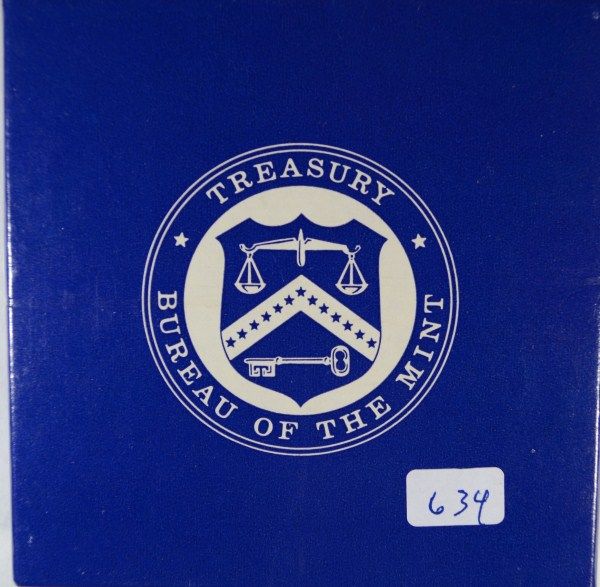 TREASURY
BUREAU OF THE MINT
634